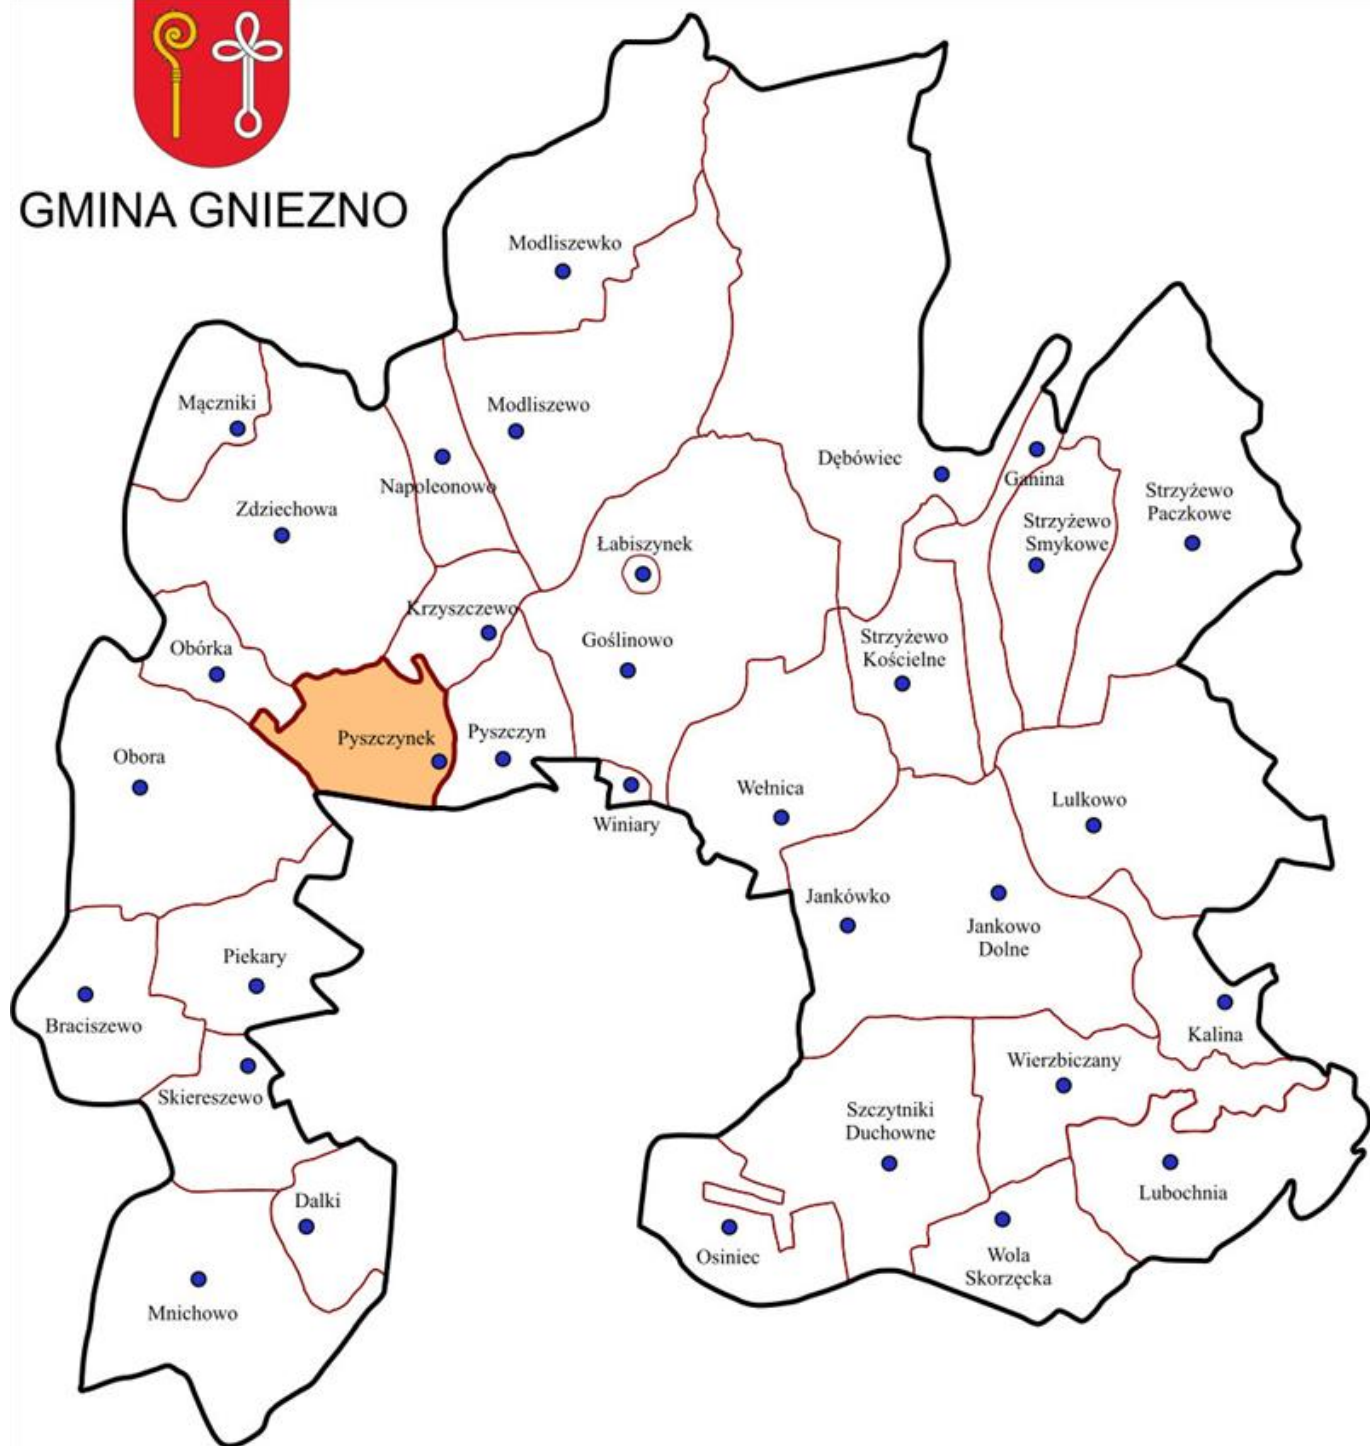 GMINA GNIEZNO
Modliszewko
Mączniki
Modliszewo
Napoleonowo
Dębówiec
Ganina
Strzyżewo
Paczkowe
Zdziechowa
Strzyżewo
Smykowe
Łabiszynek
Krzyszczewo
Obórka
Goślinowo
Strzyżewo
Kościelne
Pyszczynek
Pyszczyn
Obora
Wełnica
Lulkowo
Winiary
Jankówko
Jankowo
Dolne
Piekary
Braciszewo
Kalina
Wierzbiczany
Skiereszewo
Szczytniki
Duchowne
Dalki
Lubochnia
Osiniec
Wola
Skorzęcka
Mnichowo